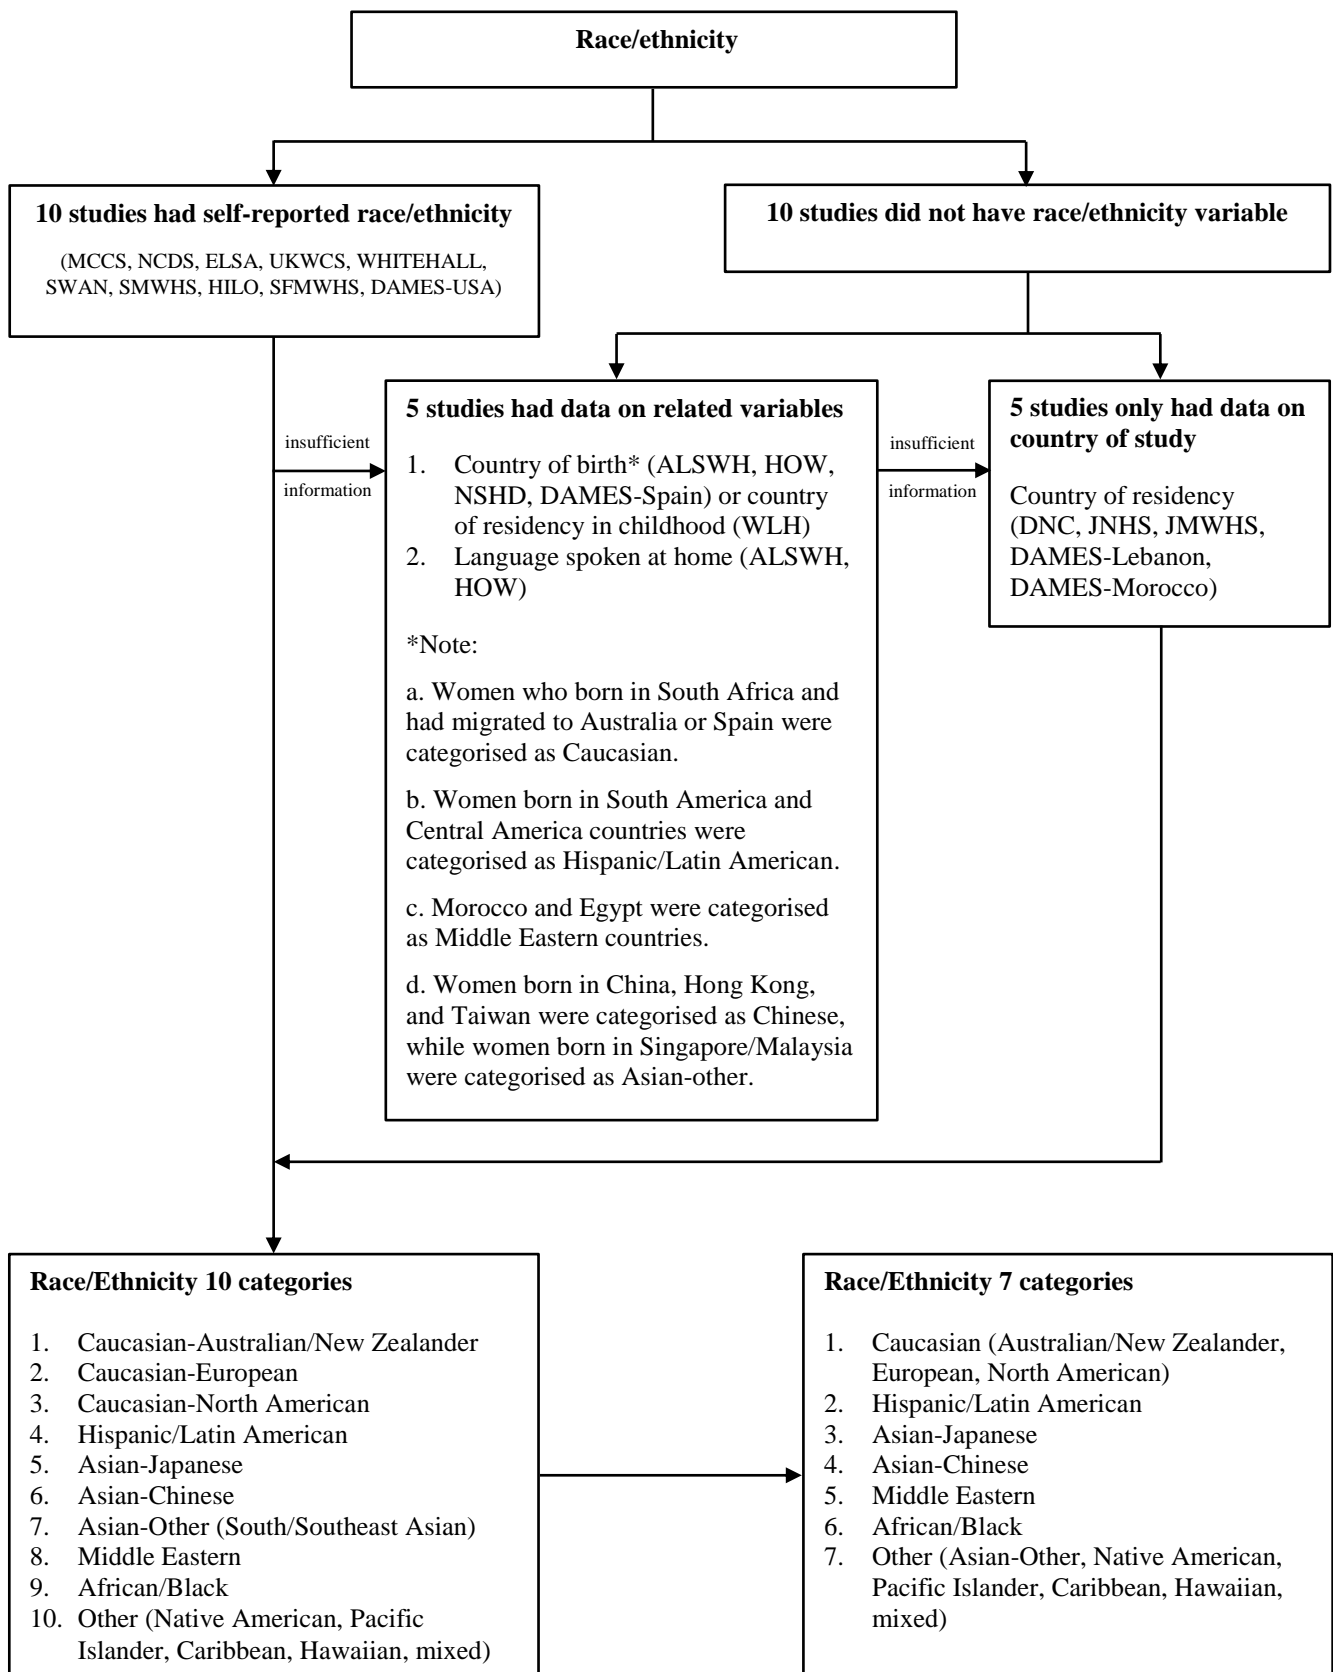 Race/ethnicity
10 studies had self-reported race/ethnicity
(MCCS, NCDS, ELSA, UKWCS, WHITEHALL,
SWAN, SMWHS, HILO, SFMWHS, DAMES-USA)
10 studies did not have race/ethnicity variable
insufficient
information
5 studies had data on related variables
1. Country of birth* (ALSWH, HOW,
NSHD, DAMES-Spain) or country
of residency in childhood (WLH)
2. Language spoken at home (ALSWH,
HOW)
*Note:
a. Women who born in South Africa and
had migrated to Australia or Spain were
categorised as Caucasian.
b. Women born in South America and
Central America countries were
categorised as Hispanic/Latin American.
c. Morocco and Egypt were categorised
as Middle Eastern countries.
d. Women born in China, Hong Kong,
and Taiwan were categorised as Chinese,
while women born in Singapore/Malaysia
were categorised as Asian-other.
insufficient
information
5 studies only had data on
country of study
Country of residency
(DNC, JNHS, JMWHS,
DAMES-Lebanon,
DAMES-Morocco)
Race/Ethnicity 10 categories
1. Caucasian-Australian/New Zealander
2. Caucasian-European
3. Caucasian-North American
4. Hispanic/Latin American
5. Asian-Japanese
6. Asian-Chinese
7. Asian-Other (South/Southeast Asian)
8. Middle Eastern
9. African/Black
10. Other (Native American, Pacific
Islander, Caribbean, Hawaiian, mixed)
Race/Ethnicity 7 categories
1. Caucasian (Australian/New Zealander,
European, North American)
2. Hispanic/Latin American
3. Asian-Japanese
4. Asian-Chinese
5. Middle Eastern
6. African/Black
7. Other (Asian-Other, Native American,
Pacific Islander, Caribbean, Hawaiian,
mixed)